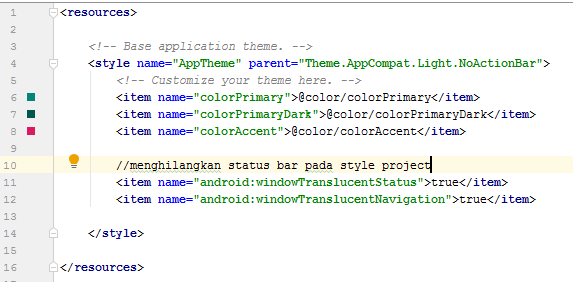 1 <resources>
2
3 <!-- Base application theme. -->
4 <style name="AppTheme" parent="Theme.AppCompat.Light.NoActionBar">
5 <!-- Customize your theme here. -->
6 <item name="colorPrimary">@color/colorPrimary</item>
7 <item name="colorPrimaryDark">@color/colorPrimaryDark</item>
8 <item name="colorAccent">@color/colorAccent</item>
9
10 //menghilangkan status bar pada style project
11 <item name="android:windowTranslucentStatus">true</item>
12 <item name="android:windowTranslucentNavigation">true</item>
13
14 </style>
15
16 </resources>